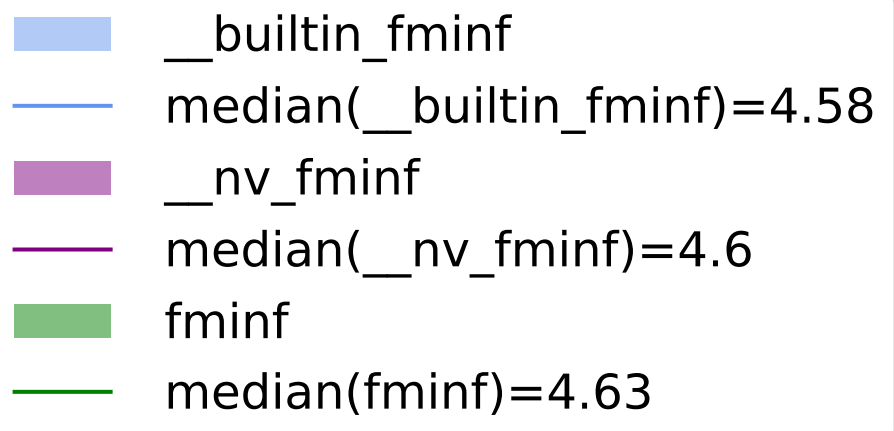 __builtin_fminf
median(__builtin_fminf)=4.58
__nv_fminf
median(__nv_fminf)=4.6
fminf
median(fminf)=4.63